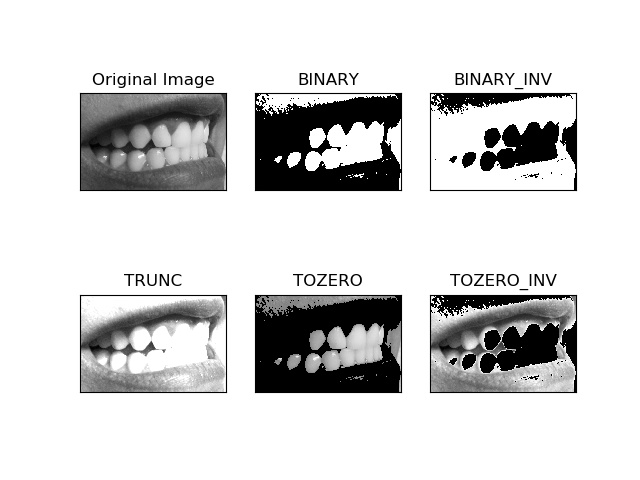 Original Image
BINARY
BINARY_INV
TRUNC
TOZERO
TOZERO_INV